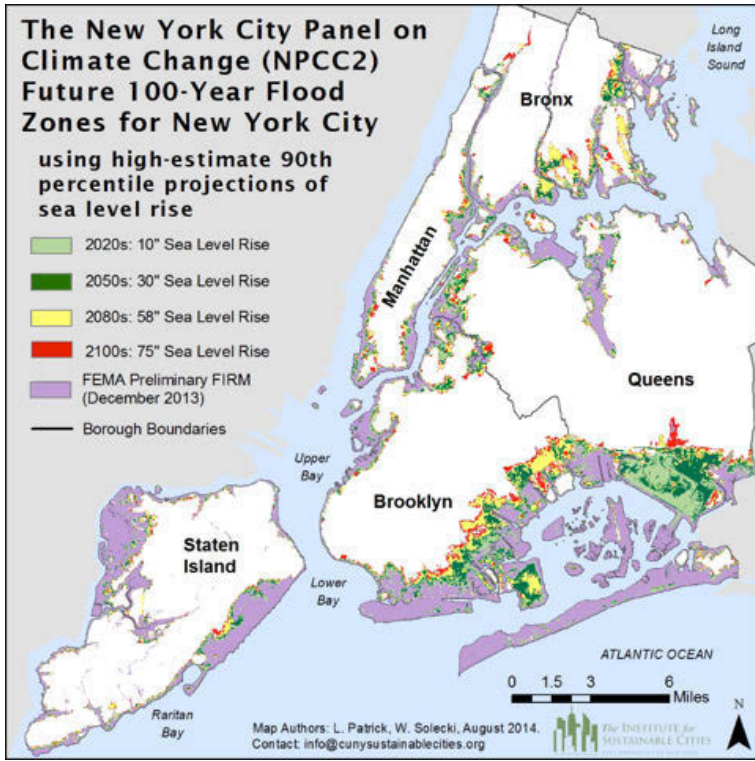 The New York City Panel on
Climate Change (NPCC2)
Future 100-Year Flood
Zones for New York City
using high-estimate 90th
percentile projections of
sea level rise
2020s: 10" Sea Level Rise
2050s: 30" Sea Level Rise
2080s: 58" Sea Level Rise
2100s: 75" Sea Level Rise
FEMA Preliminary FIRM
(December 2013)
Borough Boundaries
Long
Island
Sound
Bronx
Manhattan
Queens
Upper
Bay
Brooklyn
Staten
Island
Lower
Bay
ATLANTIC OCEAN
0 1.5 3 6
Miles
Raritan
Bay
Map Authors: L. Patrick, W. Solecki, August 2014.
Contact: info@cunysustainablecities.org
The INSTITUTE for
SUSTAINABLE CITIES
N